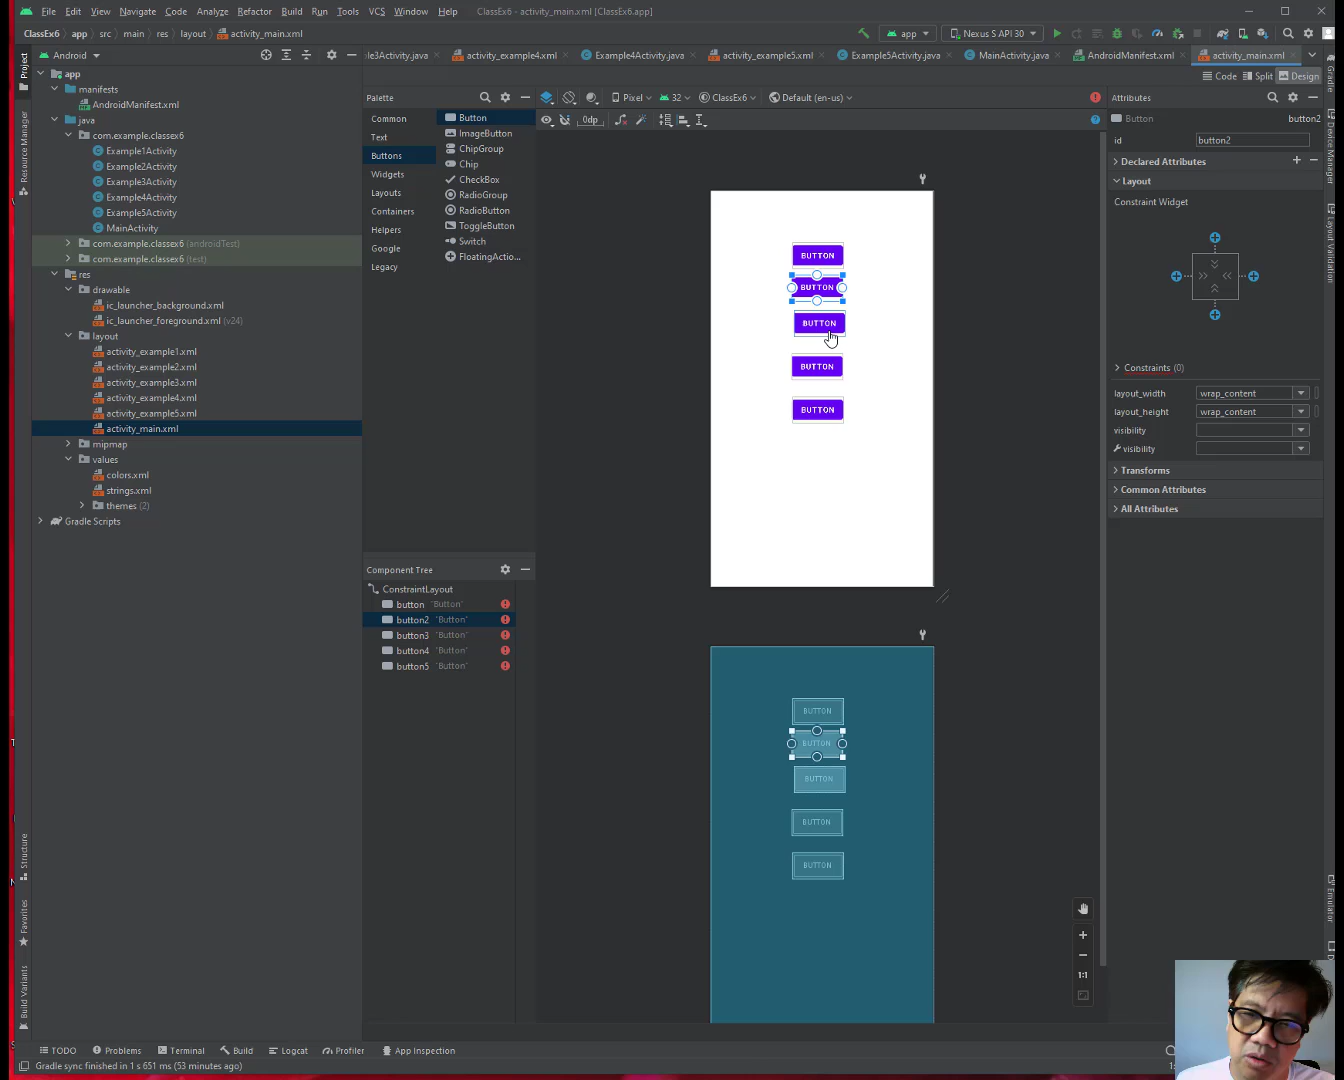 File Edit View Navigate Code Analyze Refactor Build Run Tools VCS Window Help ClassEx6 - activity_main.xml [ClassEx6.app]
ClassEx6 app src main res layout activity_main.xml app Nexus S API 30
Android le3Activity.java activity_example4.xml Example4Activity.java activity_example5.xml Example5Activity.java MainActivity.java AndroidManifest.xml activity_main.xml
Code Split Design
Project
Resource Manager
Structure
Favorites
Build Variants
app
manifests
AndroidManifest.xml
java
com.example.classex6
Example1Activity
Example2Activity
Example3Activity
Example4Activity
Example5Activity
MainActivity
com.example.classex6 (androidTest)
com.example.classex6 (test)
res
drawable
ic_launcher_background.xml
ic_launcher_foreground.xml (v24)
layout
activity_example1.xml
activity_example2.xml
activity_example3.xml
activity_example4.xml
activity_example5.xml
activity_main.xml
mipmap
values
colors.xml
strings.xml
themes (2)
Gradle Scripts
Palette
Common
Text
Buttons
Widgets
Layouts
Containers
Helpers
Google
Legacy
Button
ImageButton
ChipGroup
Chip
CheckBox
RadioGroup
RadioButton
ToggleButton
Switch
FloatingActio...
Component Tree
ConstraintLayout
button "Button"
button2 "Button"
button3 "Button"
button4 "Button"
button5 "Button"
Pixel 32 ClassEx6 Default (en-us)
0dp
BUTTON
BUTTON
BUTTON
BUTTON
BUTTON
BUTTON
BUTTON
BUTTON
BUTTON
BUTTON
1:1
Attributes
Button button2
id button2
Declared Attributes
Layout
Constraint Widget
Constraints (0)
layout_width wrap_content
layout_height wrap_content
visibility
visibility
Transforms
Common Attributes
All Attributes
Gradle
Device Manager
Layout Validation
Emulator
TODO Problems Terminal Build Logcat Profiler App Inspection
Gradle sync finished in 1 s 651 ms (53 minutes ago)